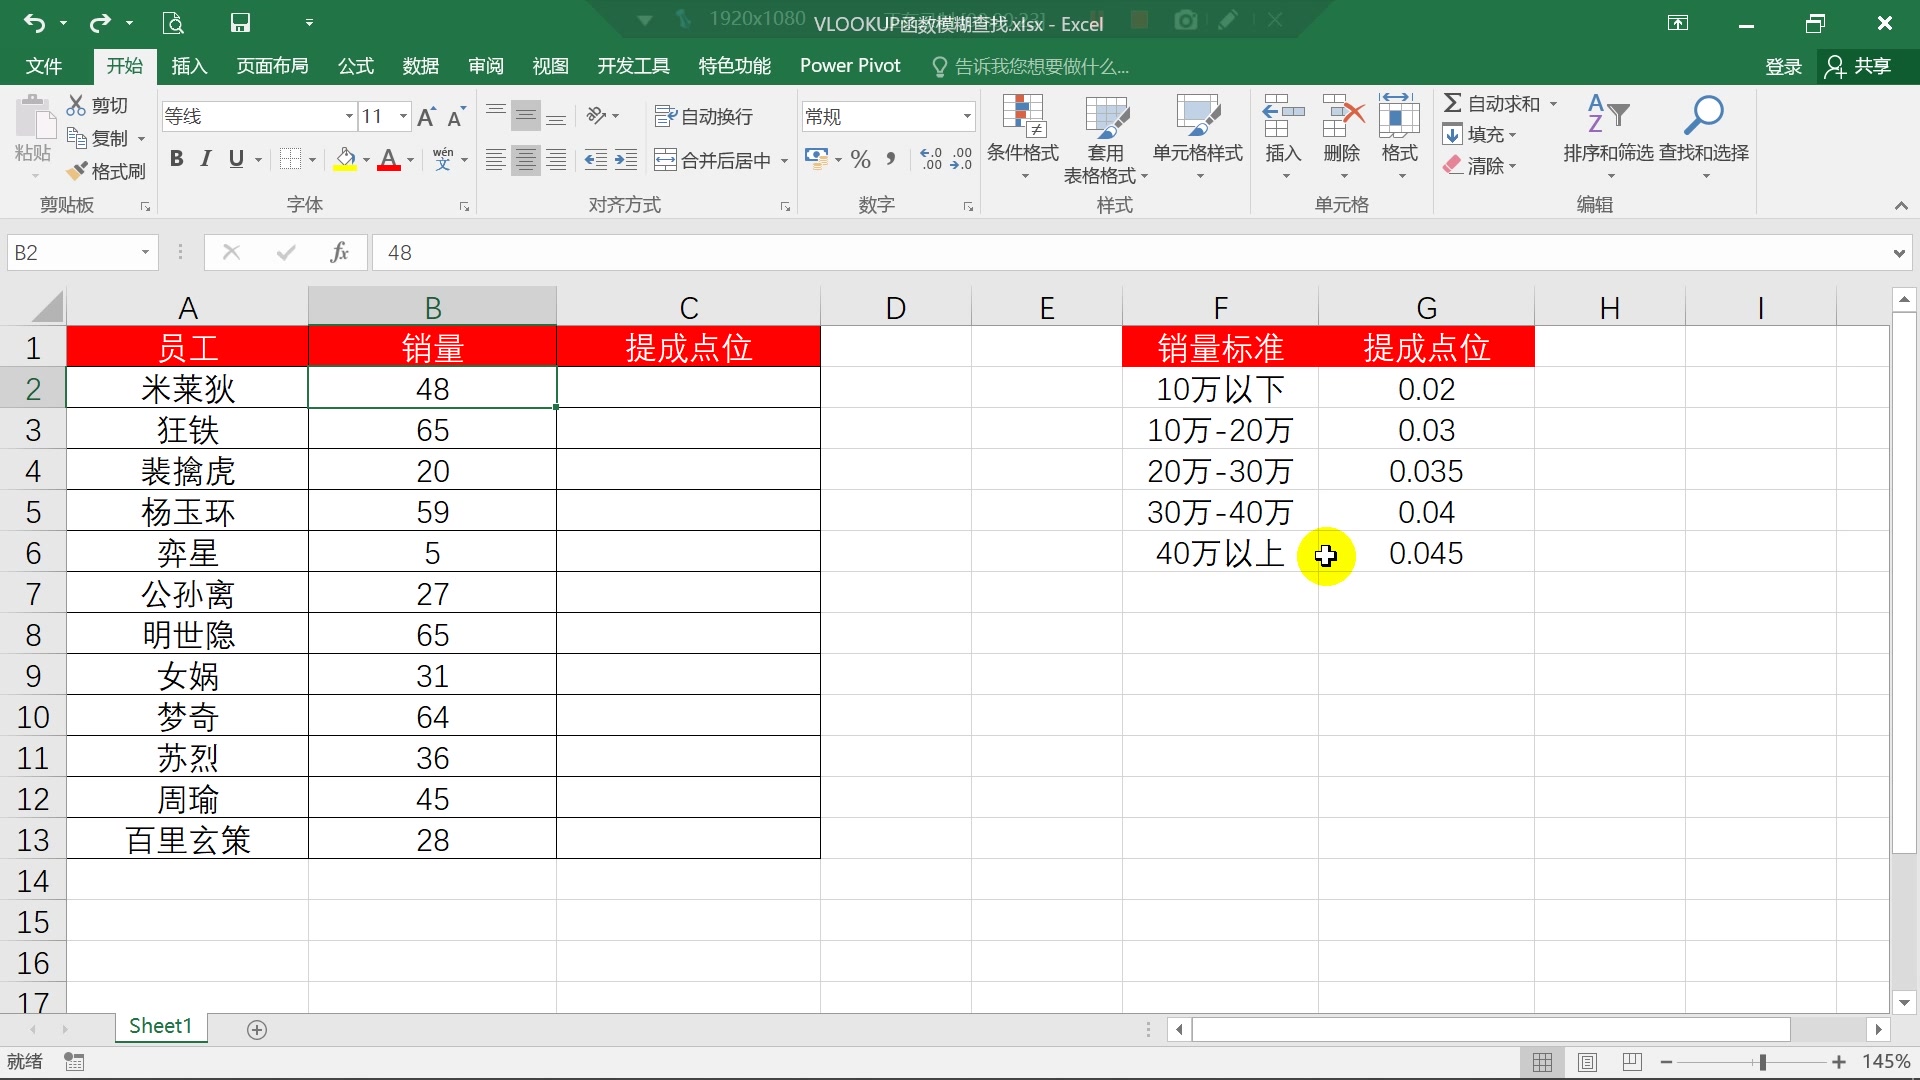 1920x1080
VLOOKUP函数模糊查找.xlsx - Excel
文件 开始 插入 页面布局 公式 数据 审阅 视图 开发工具 特色功能 Power Pivot 告诉我您想要做什么... 登录 共享
粘贴 剪切 复制 格式刷 剪贴板
等线 11 B I U A wén 文 字体
自动换行 合并后居中 对齐方式
常规 % .0 .00 .00 .0 数字
条件格式 套用表格格式 单元格样式 样式
插入 删除 格式 单元格
Σ 自动求和 填充 清除 排序和筛选 查找和选择 编辑
B2 fx 48
A B C D E F G H I
1 员工 销量 提成点位 销量标准 提成点位
2 米莱狄 48 10万以下 0.02
3 狂铁 65 10万-20万 0.03
4 裴擒虎 20 20万-30万 0.035
5 杨玉环 59 30万-40万 0.04
6 弈星 5 40万以上 0.045
7 公孙离 27
8 明世隐 65
9 女娲 31
10 梦奇 64
11 苏烈 36
12 周瑜 45
13 百里玄策 28
14
15
16
17
Sheet1
就绪 145%